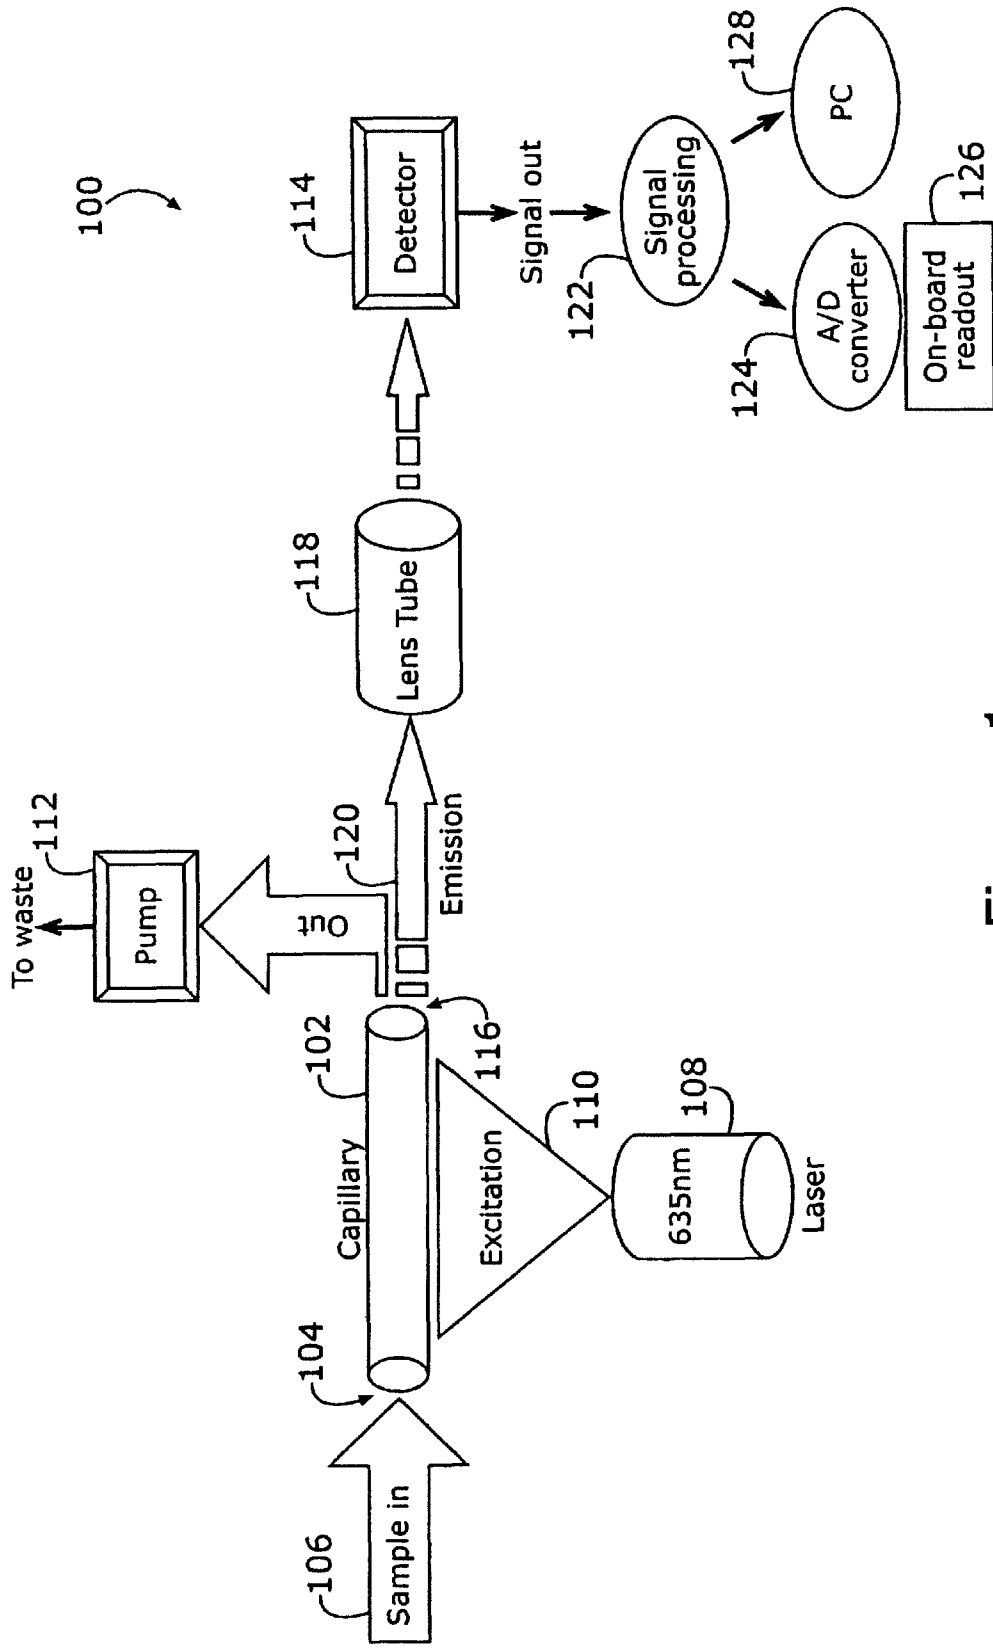 100
To waste
112
Pump
Out
106
Sample in
104
Capillary
102
116
Excitation
110
635nm
108
Laser
120
Emission
118
Lens Tube
114
Detector
Signal out
122
Signal
processing
124
A/D
converter
On-board
readout
126
128
PC